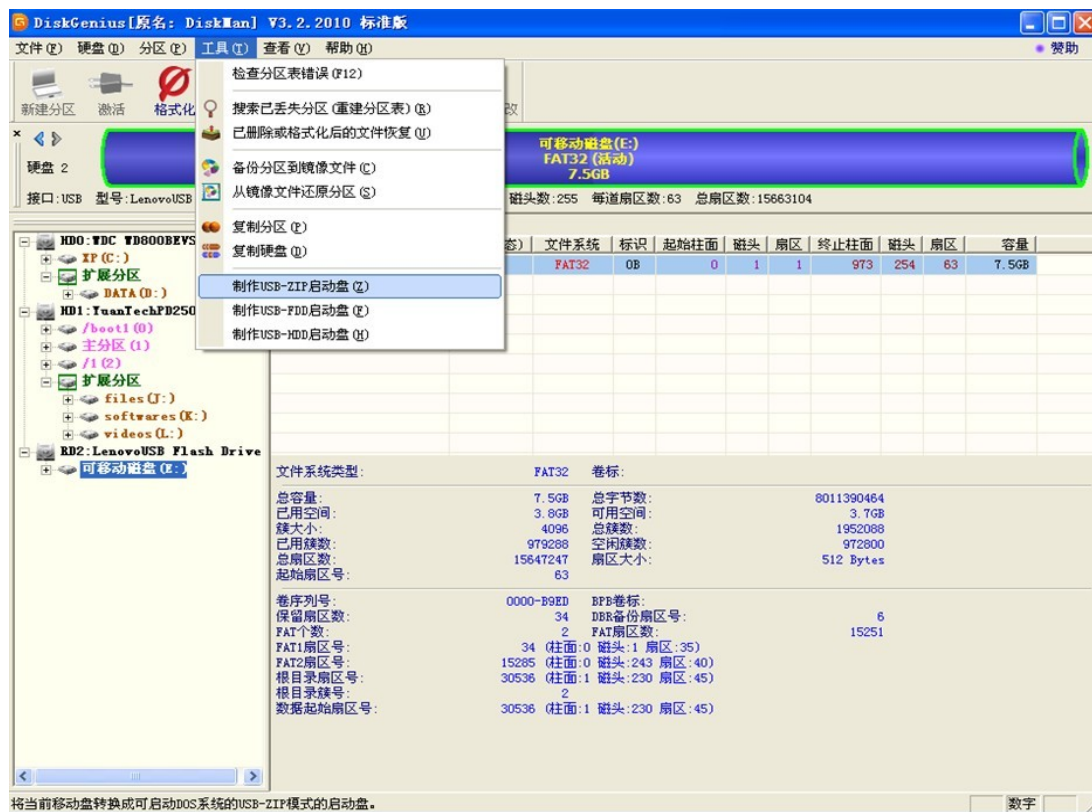 DiskGenius[原名: DiskMan] V3.2.2010 标准版
文件(F) 硬盘(D) 分区(P) 工具(T) 查看(V) 帮助(H) 赞助
新建分区 激活 格式化 改
检查分区表错误(F12)
搜索已丢失分区(重建分区表)(R)
已删除或格式化后的文件恢复(U)
备份分区到镜像文件(C)
从镜像文件还原分区(S)
复制分区(P)
复制硬盘(D)
制作USB-ZIP启动盘(Z)
制作USB-FDD启动盘(F)
制作USB-HDD启动盘(H)
硬盘 2
可移动磁盘(E:)
FAT32 (活动)
7.5GB
接口:USB 型号:LenovoUSB 磁头数:255 每道扇区数:63 总扇区数:15663104
HD0:WDC WD800BEVS
XP(C:)
扩展分区
DATA(D:)
HD1:YuanTechPD250
/boot1(0)
主分区(1)
/1(2)
扩展分区
files(J:)
softwares(K:)
videos(L:)
RD2:LenovoUSB Flash Drive
可移动磁盘(E:)
态) 文件系统 标识 起始柱面 磁头 扇区 终止柱面 磁头 扇区 容量
FAT32 0B 0 1 1 973 254 63 7.5GB
文件系统类型: FAT32 卷标:
总容量: 7.5GB 总字节数: 8011390464
已用空间: 3.8GB 可用空间: 3.7GB
簇大小: 4096 总簇数: 1952088
已用簇数: 979288 空闲簇数: 972800
总扇区数: 15647247 扇区大小: 512 Bytes
起始扇区号: 63
卷序列号: 0000-B9ED BPB卷标:
保留扇区数: 34 DBR备份扇区号: 6
FAT个数: 2 FAT扇区数: 15251
FAT1扇区号: 34 (柱面:0 磁头:1 扇区:35)
FAT2扇区号: 15285 (柱面:0 磁头:243 扇区:40)
根目录扇区号: 30536 (柱面:1 磁头:230 扇区:45)
根目录簇号: 2
数据起始扇区号: 30536 (柱面:1 磁头:230 扇区:45)
将当前移动盘转换成可启动DOS系统的USB-ZIP模式的启动盘。 数字